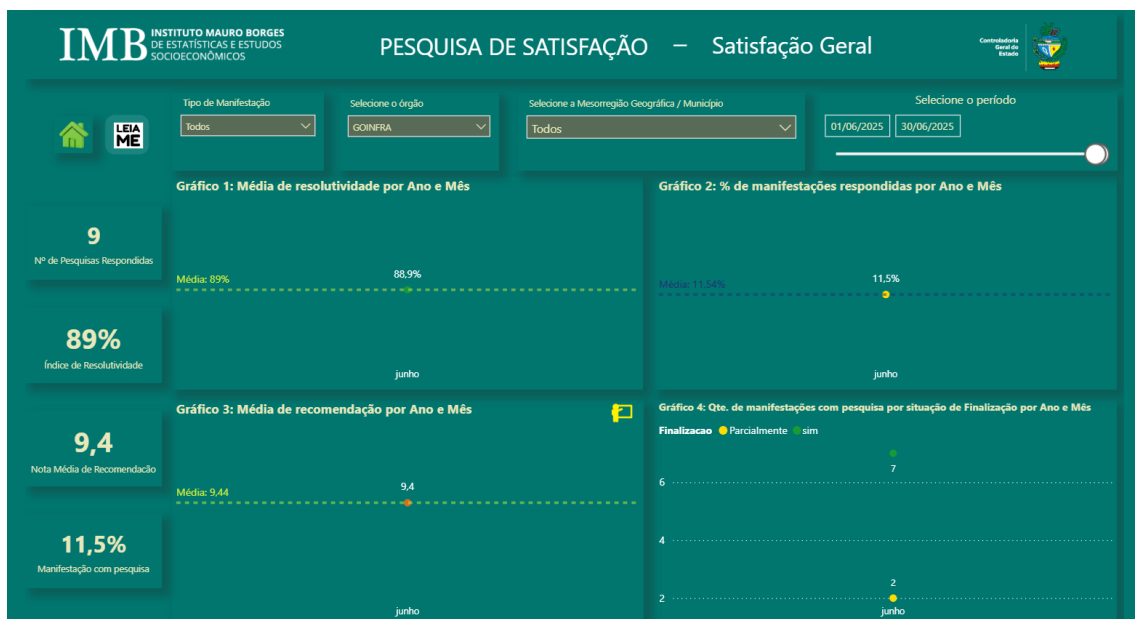 IMB
INSTITUTO MAURO BORGES
DE ESTATÍSTICAS E ESTUDOS
SOCIOECONÔMICOS
PESQUISA DE SATISFAÇÃO – Satisfação Geral
Controladoria
Geral do
Estado
LEIA
ME
Tipo de Manifestação
Todos
Selecione o órgão
GOINFRA
Selecione a Mesorregião Geográfica / Município
Todos
Selecione o período
01/06/2025 30/06/2025
9
Nº de Pesquisas Respondidas
89%
Índice de Resolutividade
9,4
Nota Média de Recomendacão
11,5%
Manifestação com pesquisa
Gráfico 1: Média de resolutividade por Ano e Mês
Média: 89%
88,9%
junho
Gráfico 2: % de manifestações respondidas por Ano e Mês
Média: 11,54%
11,5%
junho
Gráfico 3: Média de recomendação por Ano e Mês
Média: 9,44
9,4
junho
Gráfico 4: Qte. de manifestações com pesquisa por situação de Finalização por Ano e Mês
Finalizacao Parcialmente sim
7
6
4
2
2
junho